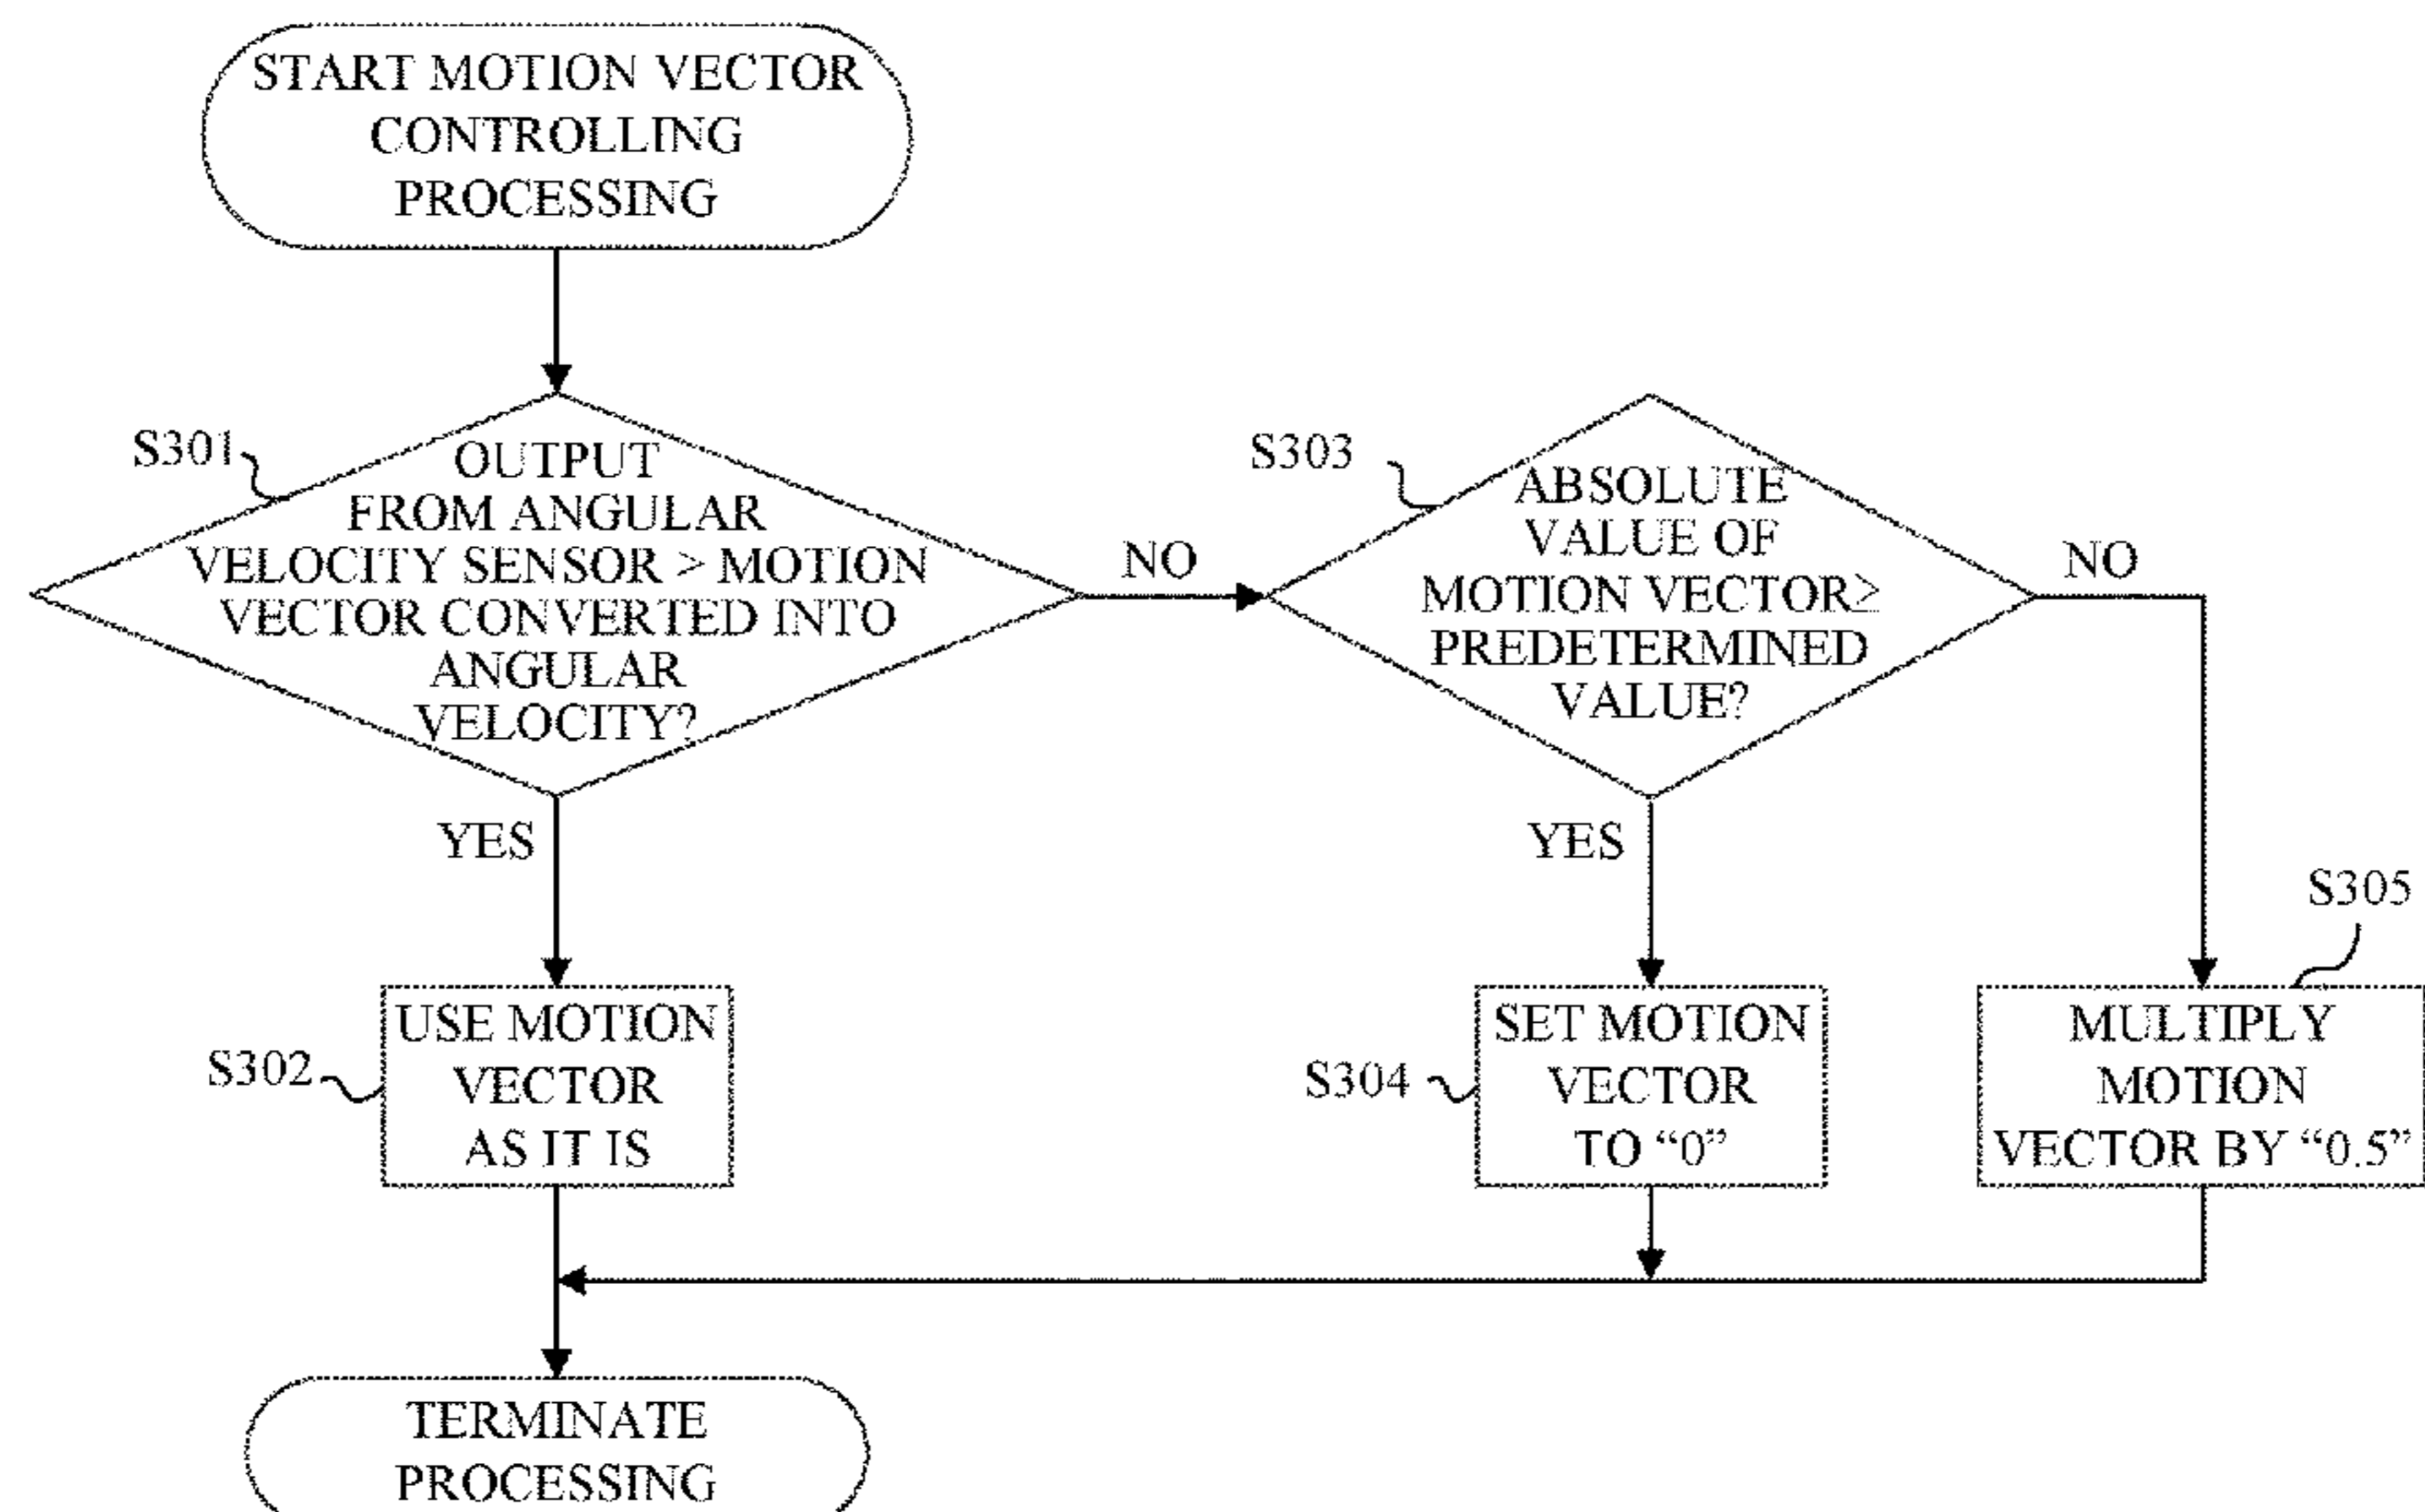 START MOTION VECTOR
CONTROLLING
PROCESSING
S301
OUTPUT
FROM ANGULAR
VELOCITY SENSOR > MOTION
VECTOR CONVERTED INTO
ANGULAR
VELOCITY?
NO
S303
ABSOLUTE
VALUE OF
MOTION VECTOR≥
PREDETERMINED
VALUE?
NO
YES
YES
S305
S302
USE MOTION
VECTOR
AS IT IS
S304
SET MOTION
VECTOR
TO “0”
MULTIPLY
MOTION
VECTOR BY “0.5”
TERMINATE
PROCESSING